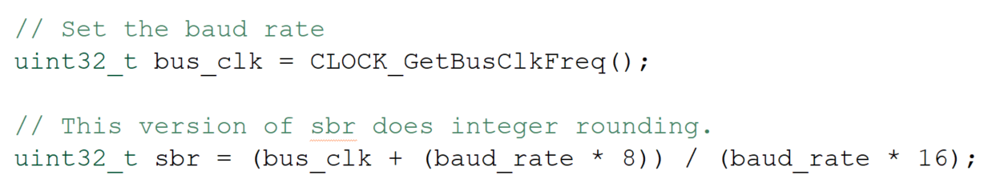 // Set the baud rate
uint32_t bus_clk = CLOCK_GetBusClkFreq();
// This version of sbr does integer rounding.
uint32_t sbr = (bus_clk + (baud_rate * 8)) / (baud_rate * 16);